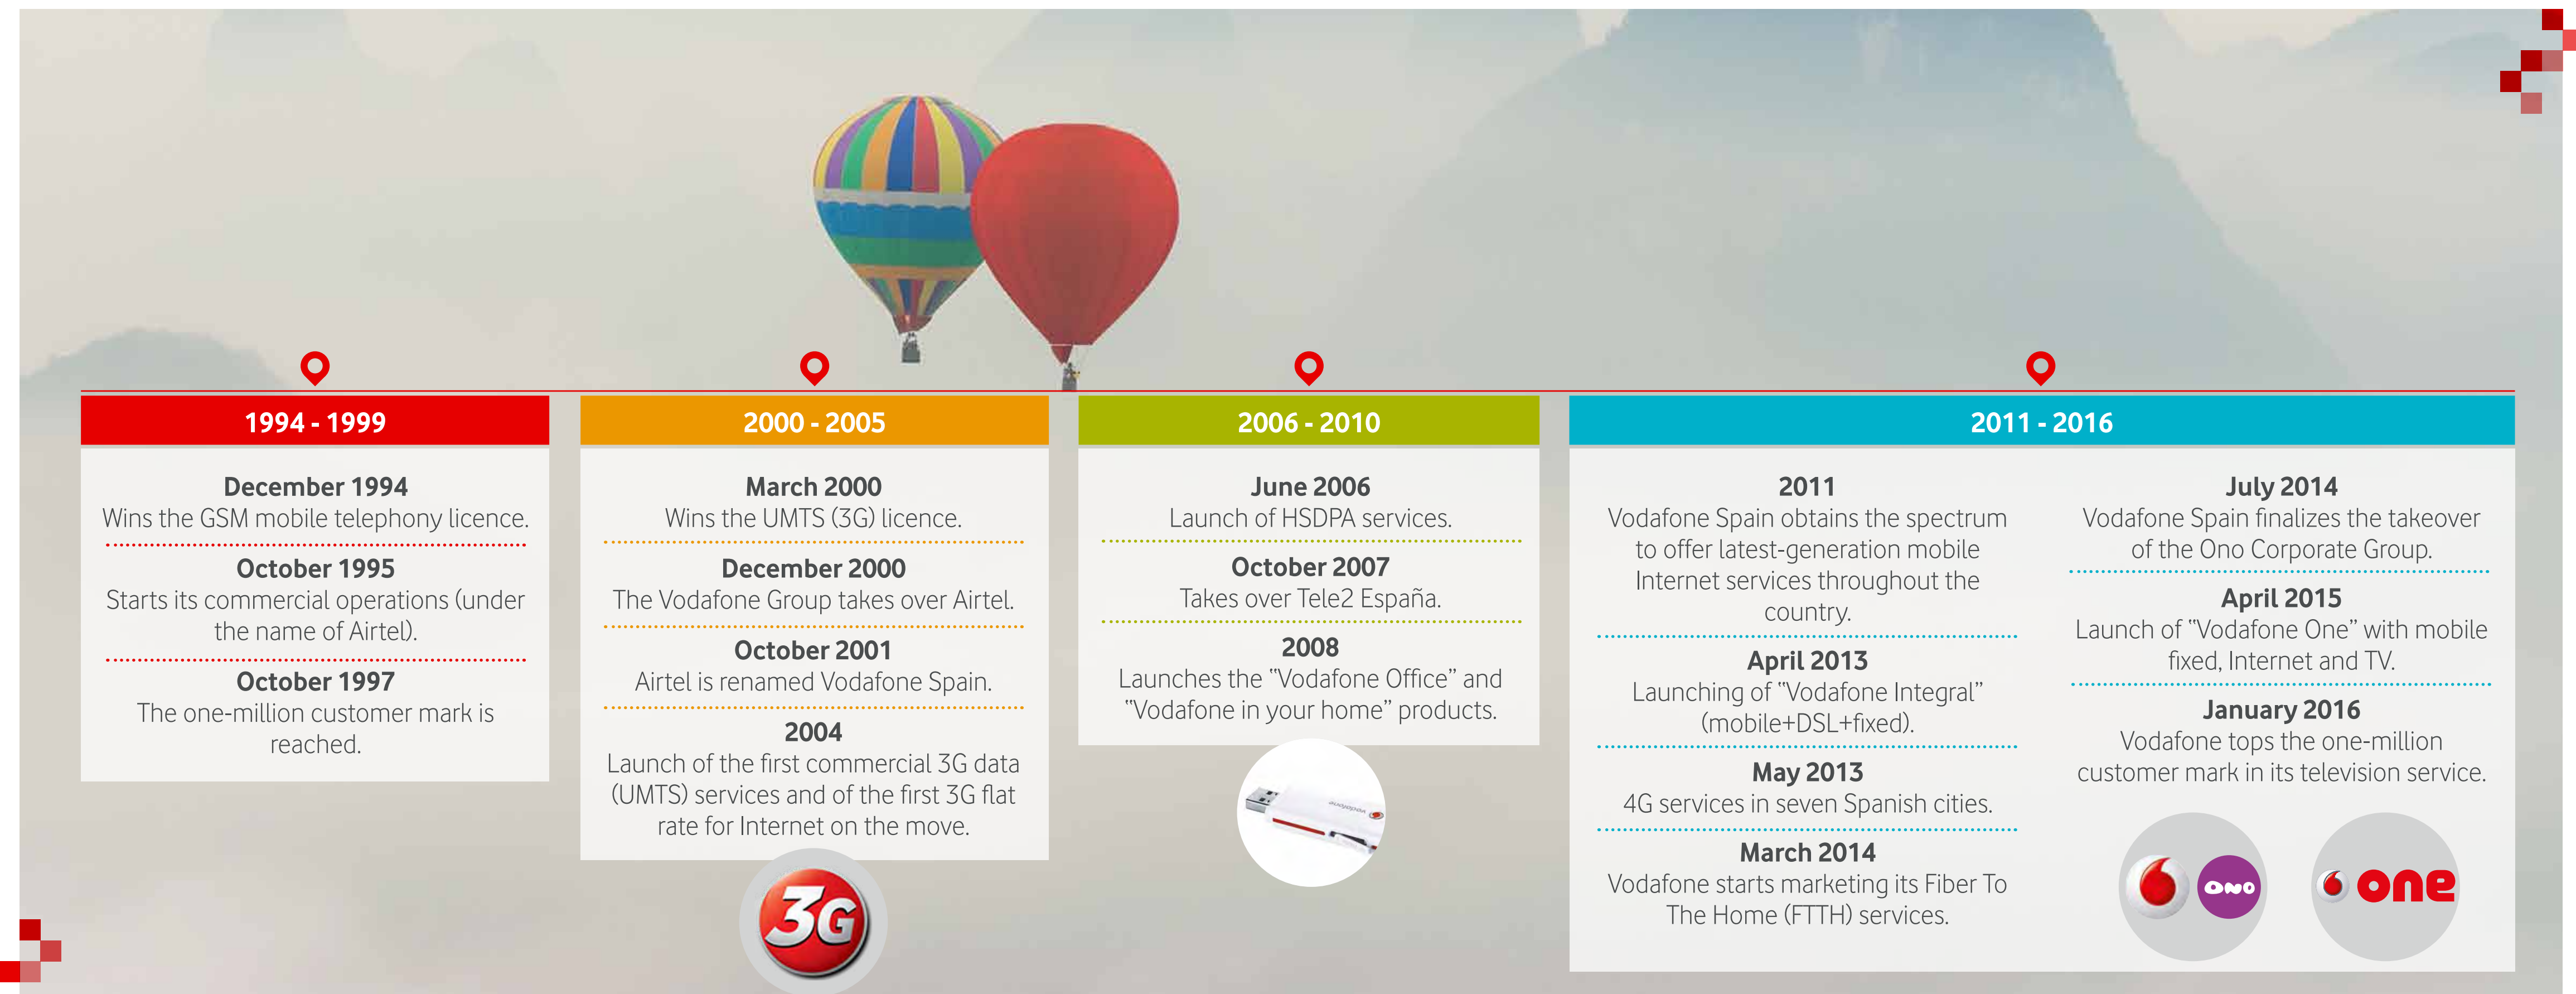 1994 - 1999
December 1994
Wins the GSM mobile telephony licence.
October 1995
Starts its commercial operations (under
the name of Airtel).
October 1997
The one-million customer mark is
reached.
2000 - 2005
March 2000
Wins the UMTS (3G) licence.
December 2000
The Vodafone Group takes over Airtel.
October 2001
Airtel is renamed Vodafone Spain.
2004
Launch of the first commercial 3G data
(UMTS) services and of the first 3G flat
rate for Internet on the move.
3G
2006 - 2010
June 2006
Launch of HSDPA services.
October 2007
Takes over Tele2 España.
2008
Launches the “Vodafone Office” and
“Vodafone in your home” products.
vodafone
2011 - 2016
2011
Vodafone Spain obtains the spectrum
to offer latest-generation mobile
Internet services throughout the
country.
April 2013
Launching of “Vodafone Integral”
(mobile+DSL+fixed).
May 2013
4G services in seven Spanish cities.
March 2014
Vodafone starts marketing its Fiber To
The Home (FTTH) services.
July 2014
Vodafone Spain finalizes the takeover
of the Ono Corporate Group.
April 2015
Launch of “Vodafone One” with mobile
fixed, Internet and TV.
January 2016
Vodafone tops the one-million
customer mark in its television service.
ONO
one